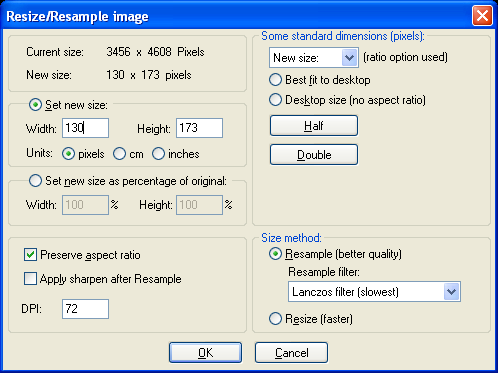 Resize/Resample image
Current size: 3456 x 4608 Pixels
New size: 130 x 173 pixels
Set new size:
Width: 130 Height: 173
Units: pixels cm inches
Set new size as percentage of original:
Width: 100 % Height: 100 %
Preserve aspect ratio
Apply sharpen after Resample
DPI: 72
Some standard dimensions (pixels):
New size: (ratio option used)
Best fit to desktop
Desktop size (no aspect ratio)
Half
Double
Size method:
Resample (better quality)
Resample filter:
Lanczos filter (slowest)
Resize (faster)
OK Cancel